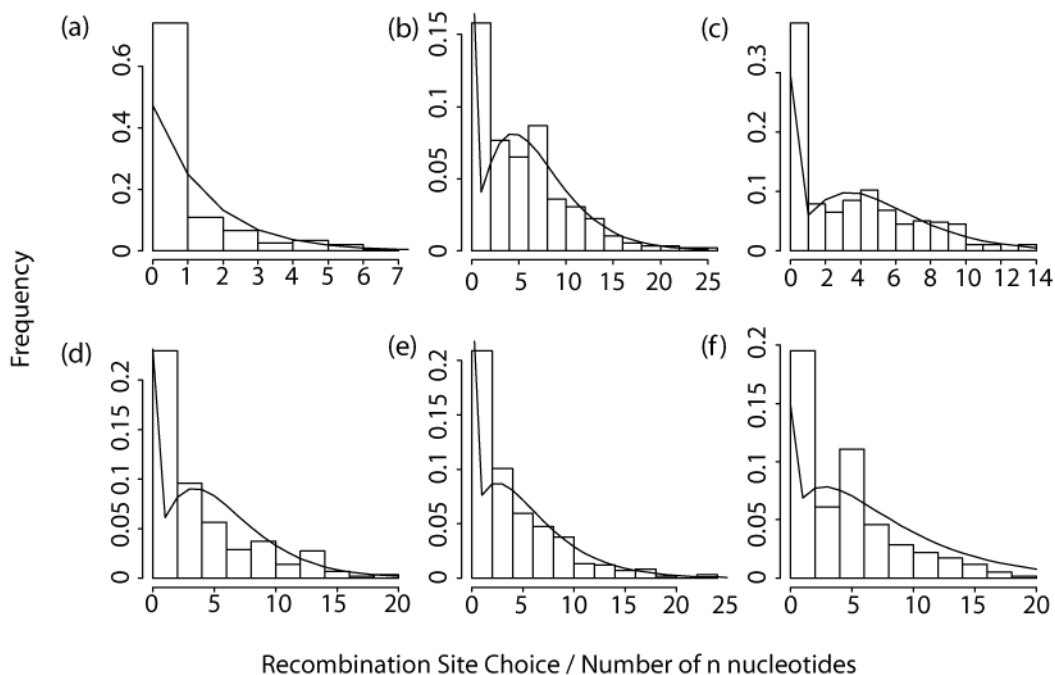 (a)
0.6
0.4
0.2
0
0 1 2 3 4 5 6 7
(b)
0.15
0.1
0.05
0
0 5 10 15 20 25
(c)
0.3
0.2
0.1
0
0 2 4 6 8 10 12 14
Frequency
(d)
0.2
0.15
0.1
0.05
0
0 5 10 15 20
(e)
0.2
0.15
0.1
0.05
0
0 5 10 15 20 25
(f)
0.2
0.15
0.1
0.05
0
0 5 10 15 20
Recombination Site Choice / Number of n nucleotides